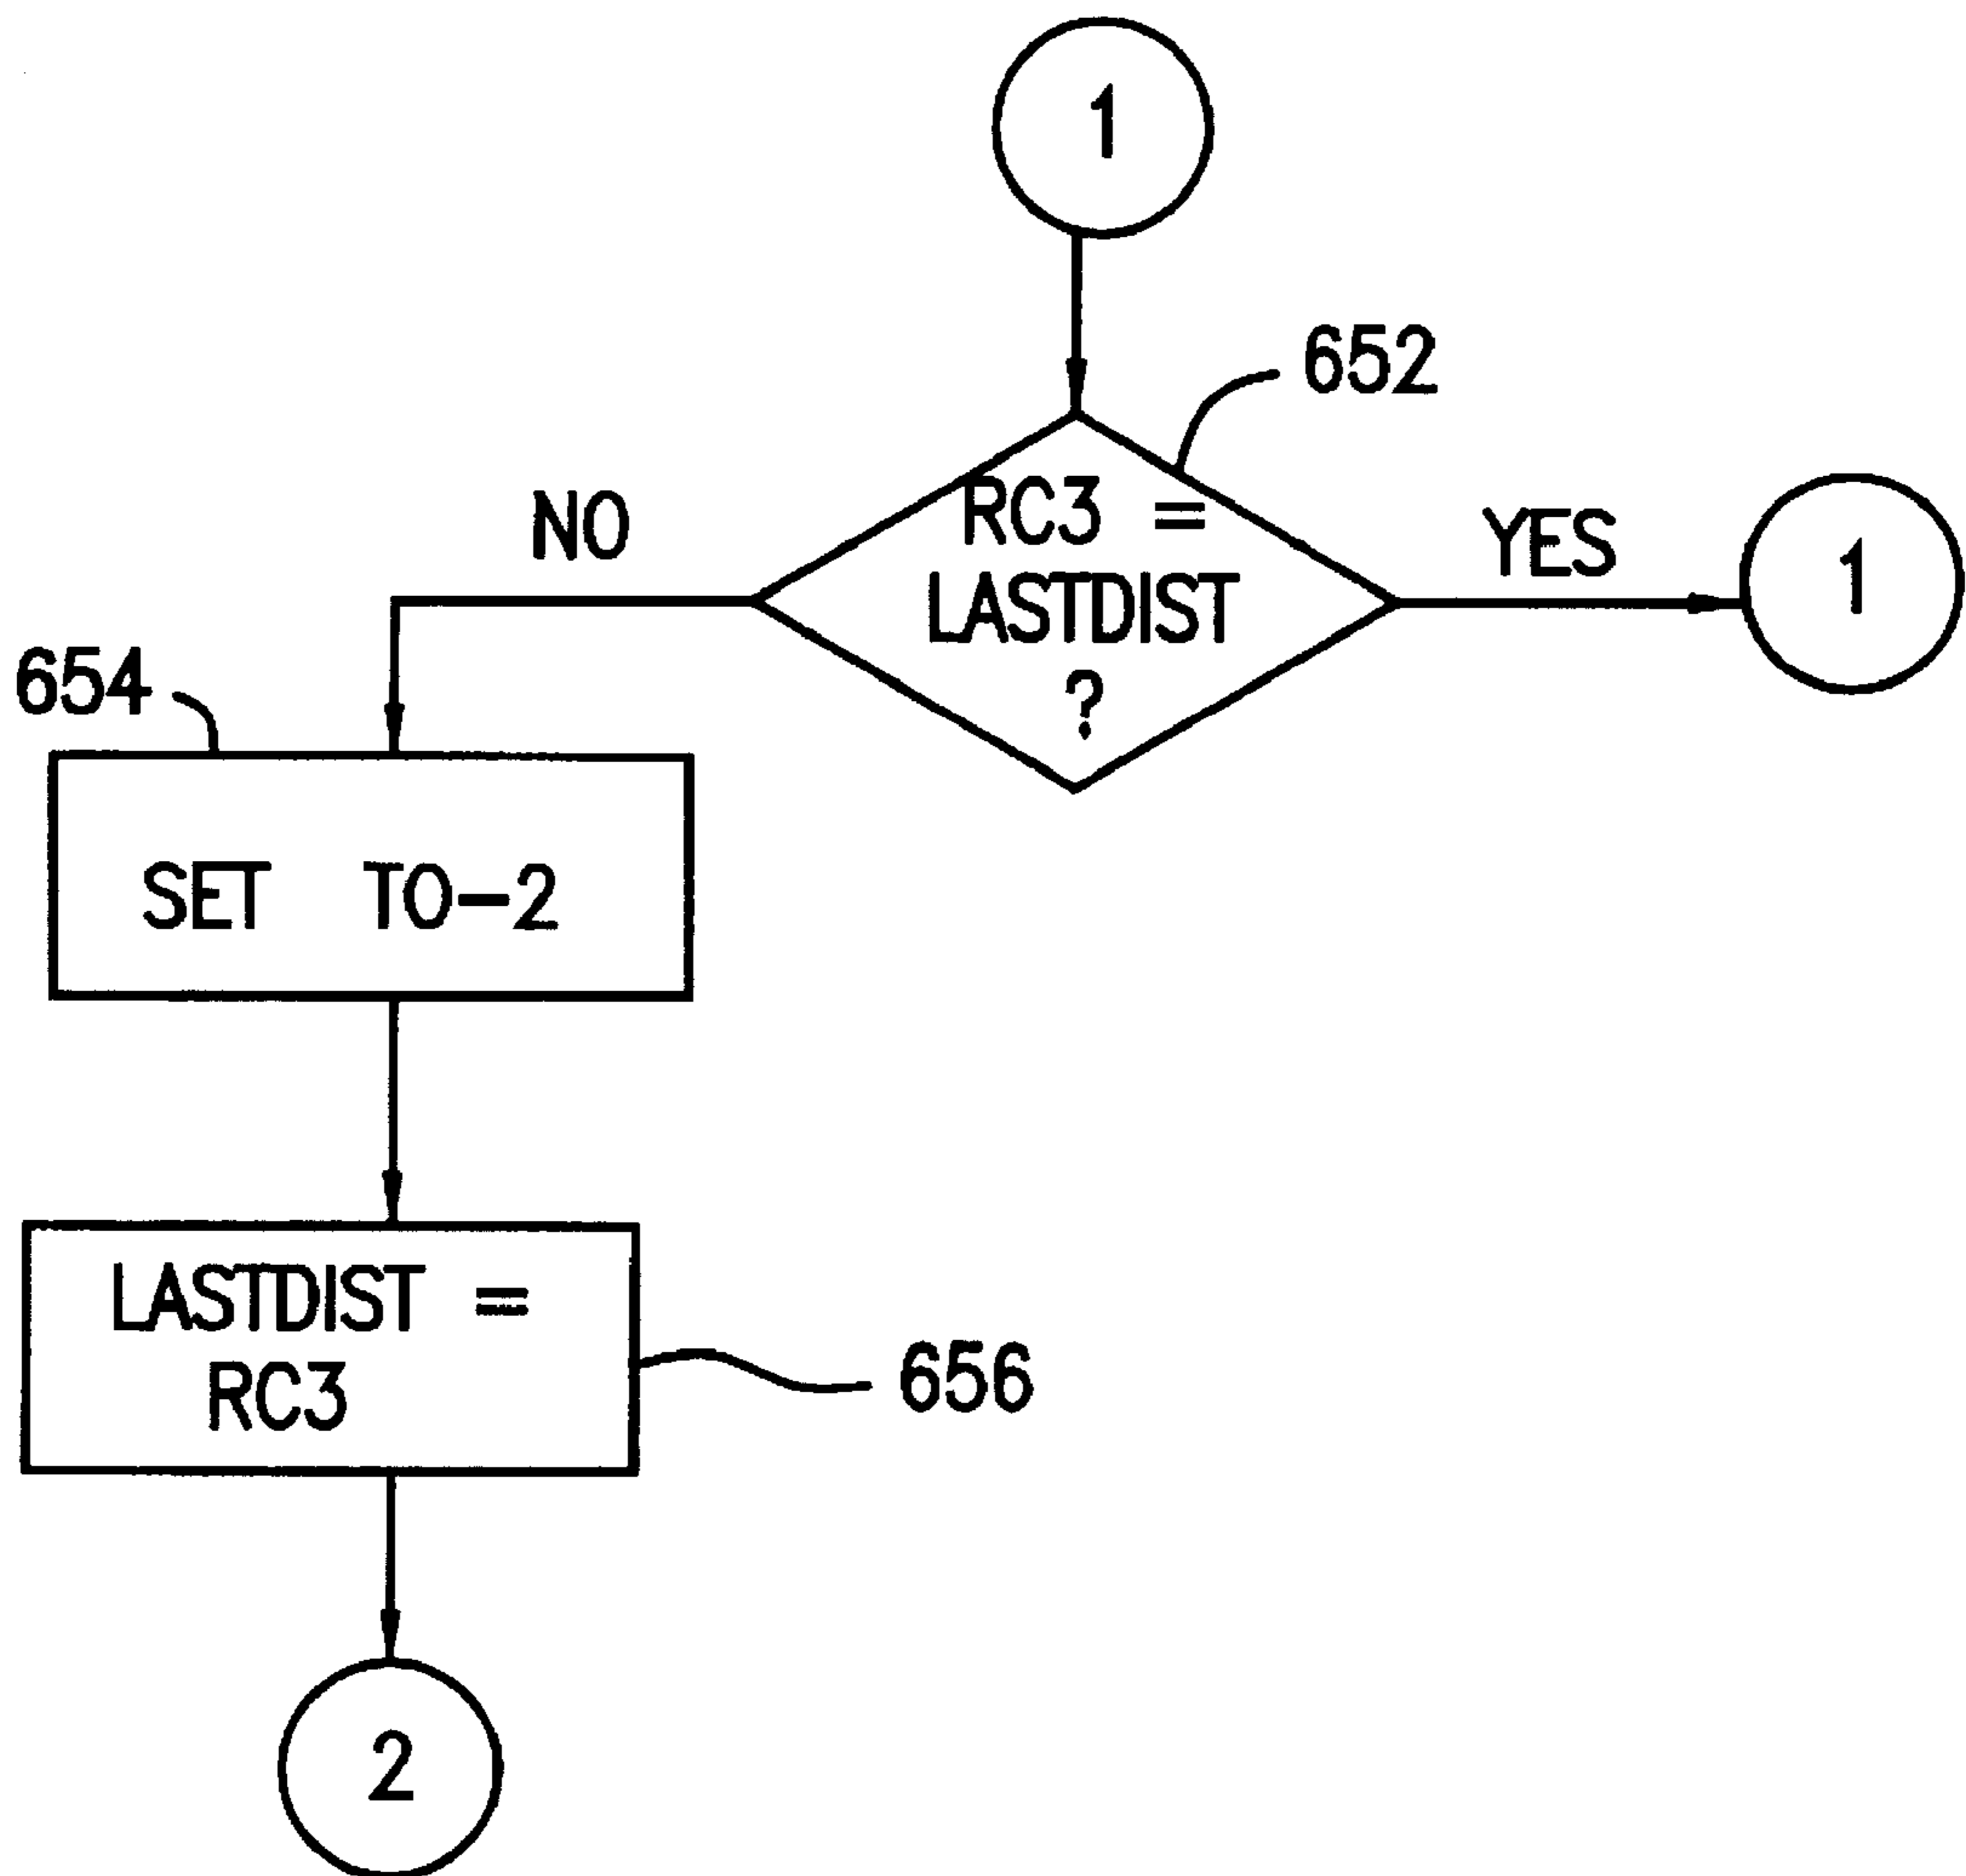 1
652
RC3 =
LASTDIST
?
NO
YES
1
654
SET TO-2
LASTDIST =
RC3
656
2